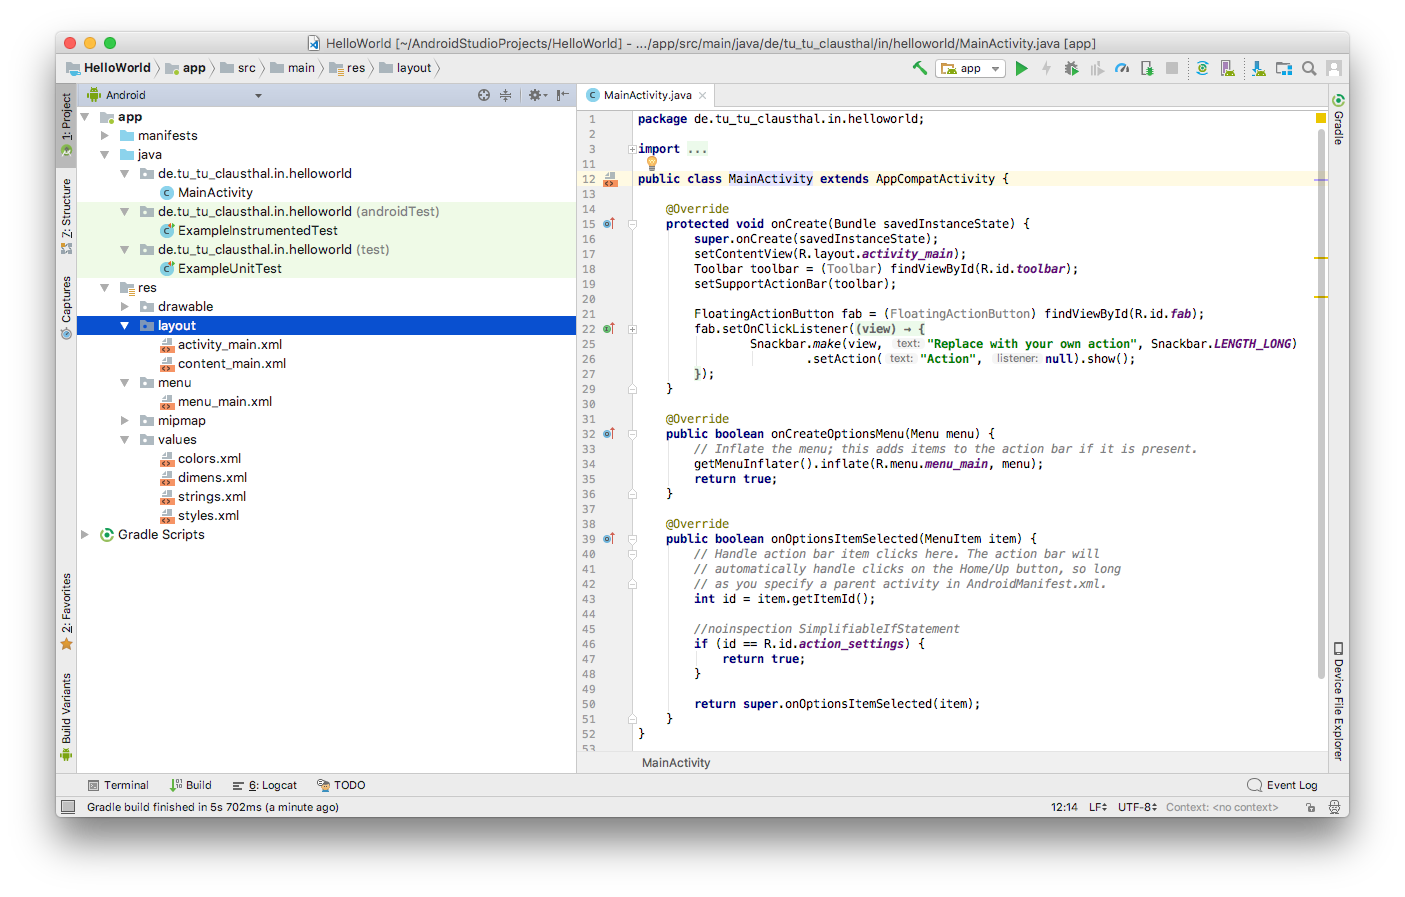 HelloWorld [~/AndroidStudioProjects/HelloWorld] - .../app/src/main/java/de/tu_tu_clausthal/in/helloworld/MainActivity.java [app]
HelloWorld app src main res layout
app
1: Project
7: Structure
Captures
2: Favorites
Build Variants
Android
app
manifests
java
de.tu_tu_clausthal.in.helloworld
MainActivity
de.tu_tu_clausthal.in.helloworld (androidTest)
ExampleInstrumentedTest
de.tu_tu_clausthal.in.helloworld (test)
ExampleUnitTest
res
drawable
layout
activity_main.xml
content_main.xml
menu
menu_main.xml
mipmap
values
colors.xml
dimens.xml
strings.xml
styles.xml
Gradle Scripts
MainActivity.java
1 package de.tu_tu_clausthal.in.helloworld;
2
3 import ...
11
12 public class MainActivity extends AppCompatActivity {
13
14 @Override
15 protected void onCreate(Bundle savedInstanceState) {
16 super.onCreate(savedInstanceState);
17 setContentView(R.layout.activity_main);
18 Toolbar toolbar = (Toolbar) findViewById(R.id.toolbar);
19 setSupportActionBar(toolbar);
20
21 FloatingActionButton fab = (FloatingActionButton) findViewById(R.id.fab);
22 fab.setOnClickListener((view) → {
25 Snackbar.make(view, text: "Replace with your own action", Snackbar.LENGTH_LONG)
26 .setAction( text: "Action", listener: null).show();
27 });
29 }
30
31 @Override
32 public boolean onCreateOptionsMenu(Menu menu) {
33 // Inflate the menu; this adds items to the action bar if it is present.
34 getMenuInflater().inflate(R.menu.menu_main, menu);
35 return true;
36 }
37
38 @Override
39 public boolean onOptionsItemSelected(MenuItem item) {
40 // Handle action bar item clicks here. The action bar will
41 // automatically handle clicks on the Home/Up button, so long
42 // as you specify a parent activity in AndroidManifest.xml.
43 int id = item.getItemId();
44
45 //noinspection SimplifiableIfStatement
46 if (id == R.id.action_settings) {
47 return true;
48 }
49
50 return super.onOptionsItemSelected(item);
51 }
52 }
53
MainActivity
Gradle
Device File Explorer
Terminal Build 6: Logcat TODO Event Log
Gradle build finished in 5s 702ms (a minute ago) 12:14 LF UTF-8 Context: <no context>